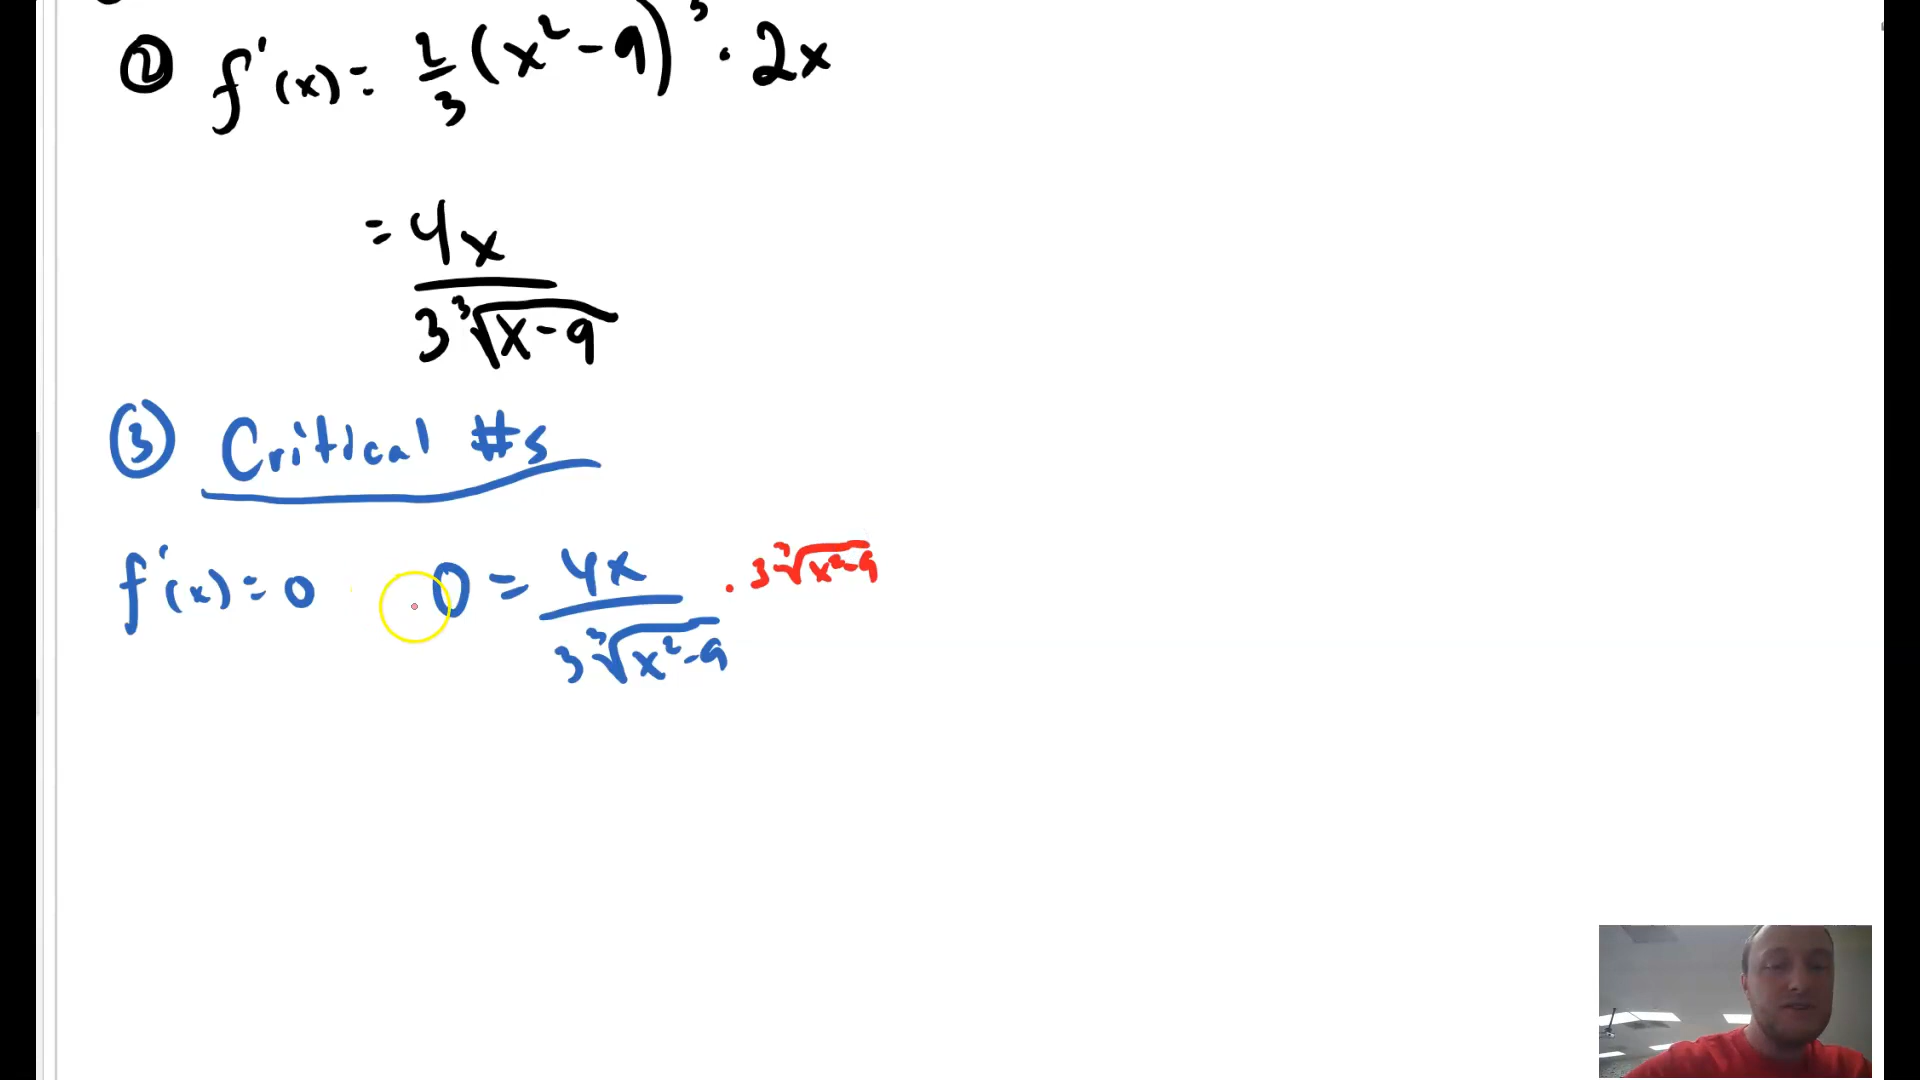 ② f'(x) = 2/3 (x² - 9)³ · 2x
= 4x / 3∛(x-9)
③ Critical #s
f'(x) = 0 0 = 4x / 3∛(x²-9) · 3∛(x²-9)